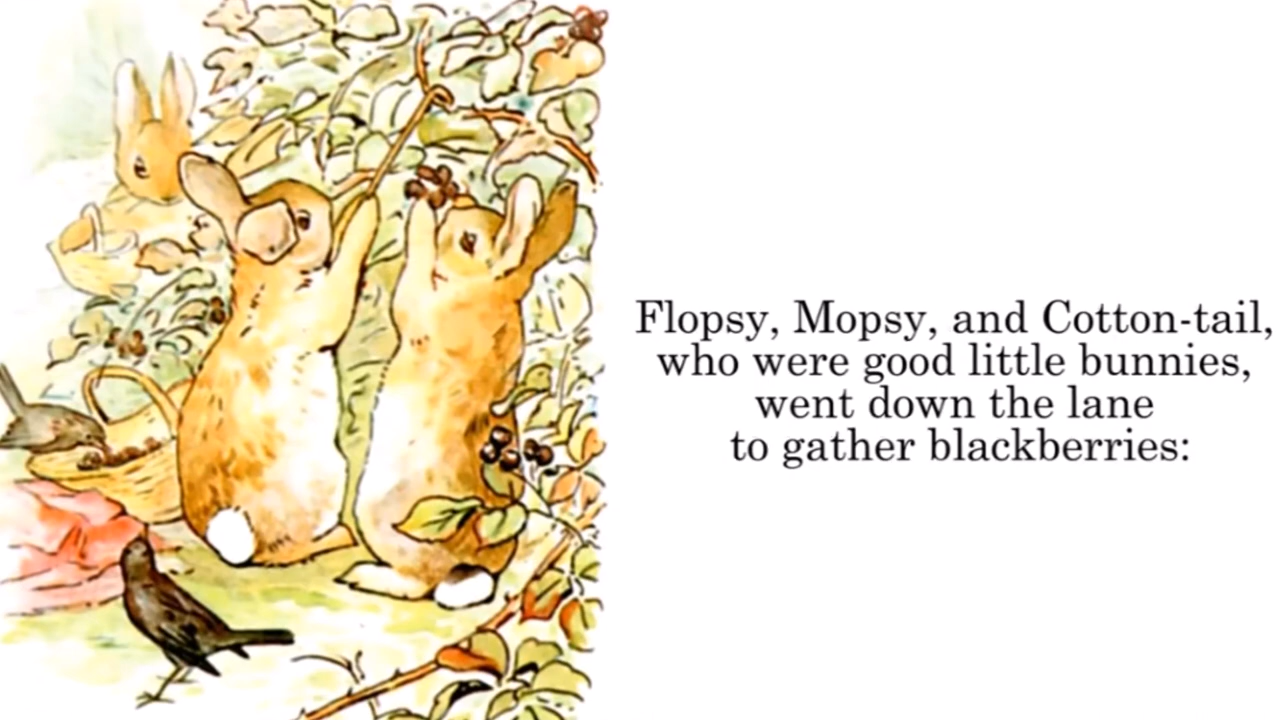 Flopsy, Mopsy, and Cotton-tail,
who were good little bunnies,
went down the lane
to gather blackberries: